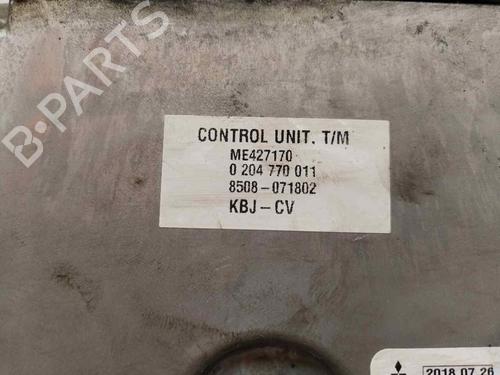 B-PARTS
CONTROL UNIT. T/M
ME427170
0 204 770 011
8508-071802
KBJ-CV
2018.07.26